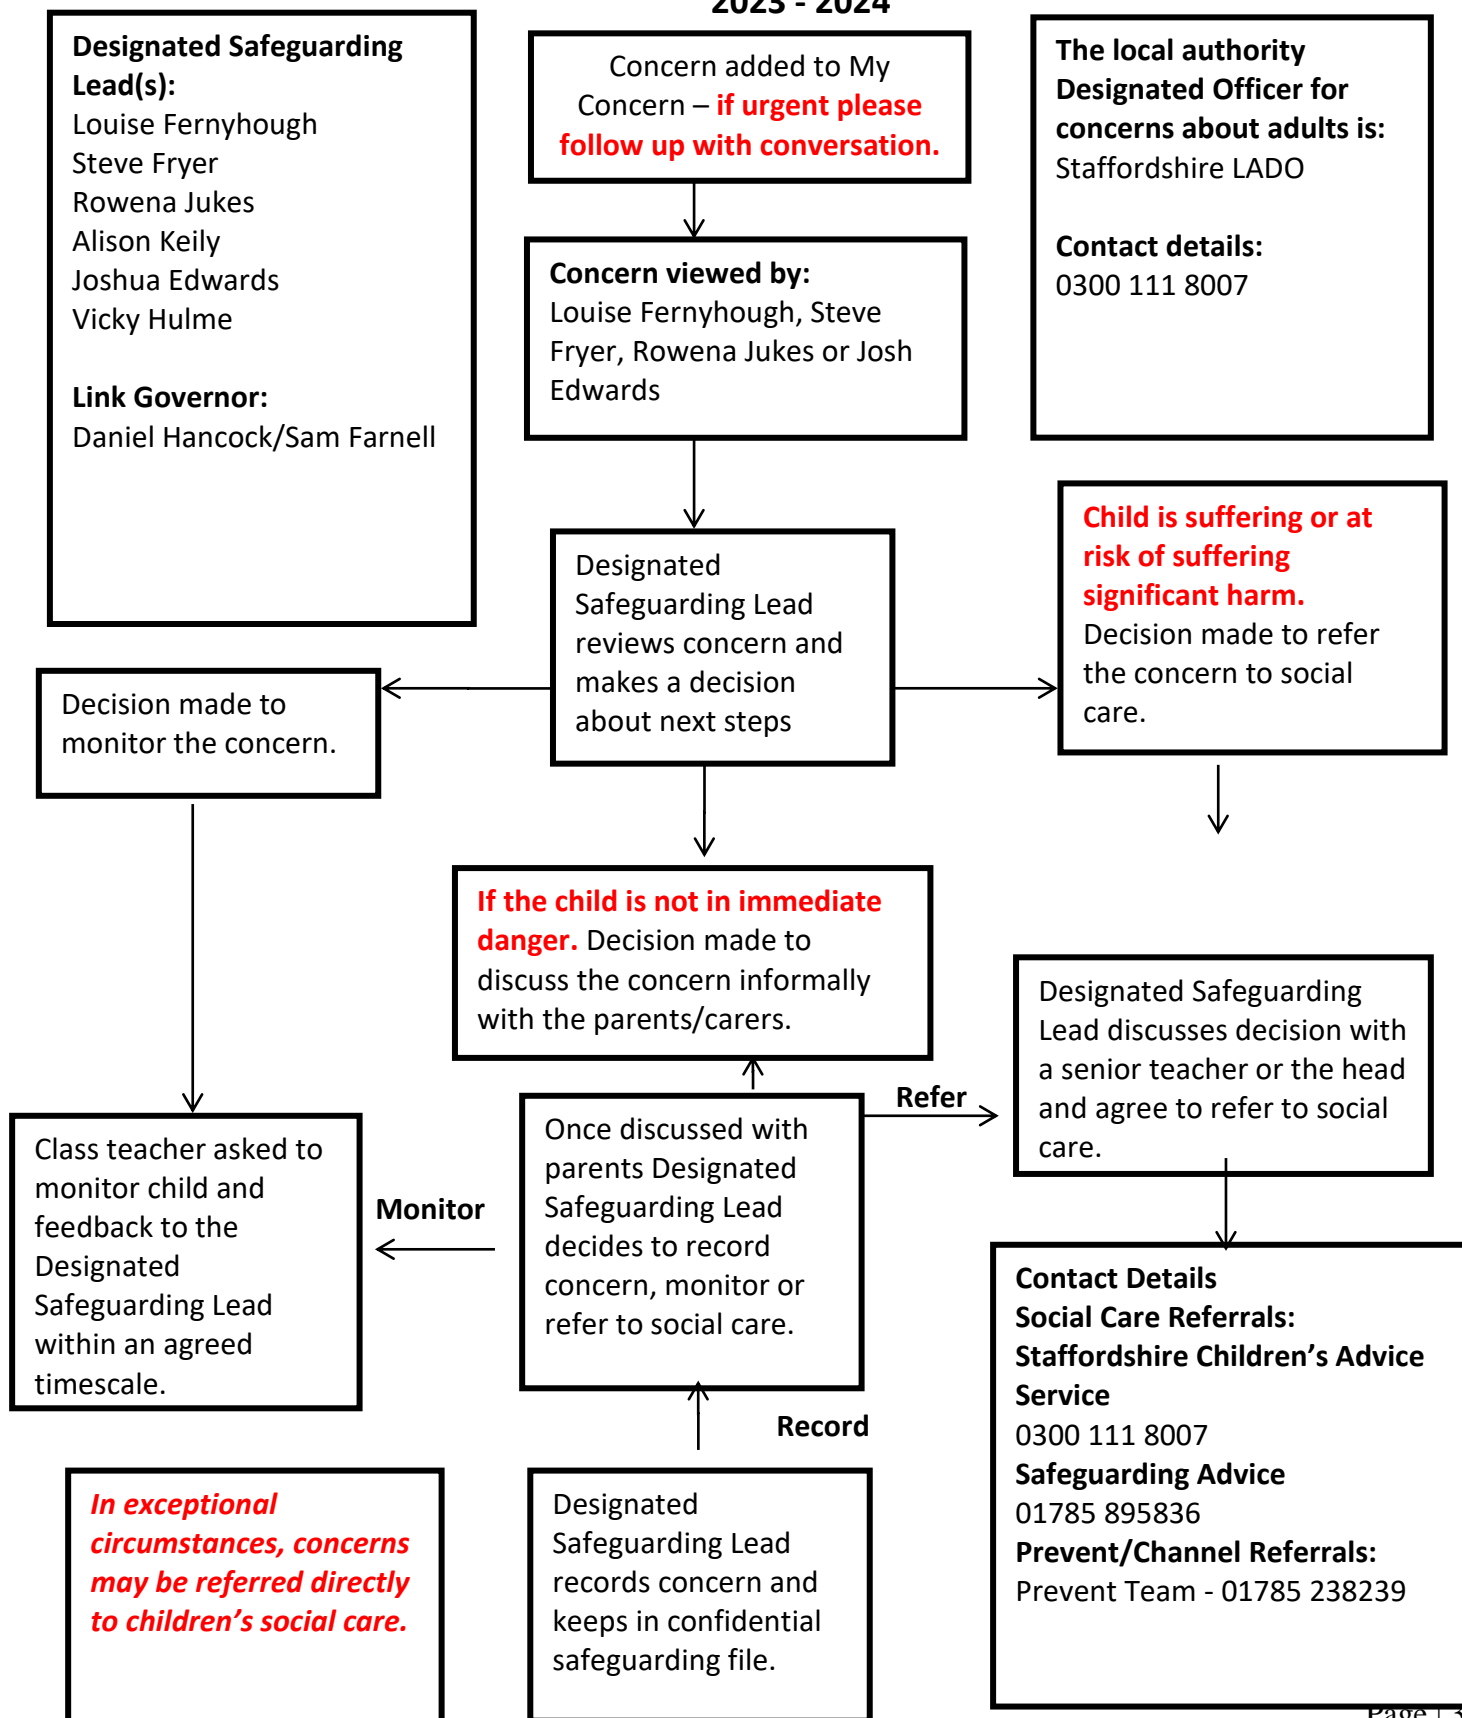 2023 - 2024
Designated Safeguarding
Lead(s):
Louise Fernyhough
Steve Fryer
Rowena Jukes
Alison Keily
Joshua Edwards
Vicky Hulme
Link Governor:
Daniel Hancock/Sam Farnell
Concern added to My
Concern – if urgent please
follow up with conversation.
The local authority
Designated Officer for
concerns about adults is:
Staffordshire LADO
Contact details:
0300 111 8007
Concern viewed by:
Louise Fernyhough, Steve
Fryer, Rowena Jukes or Josh
Edwards
Designated
Safeguarding Lead
reviews concern and
makes a decision
about next steps
Child is suffering or at
risk of suffering
significant harm.
Decision made to refer
the concern to social
care.
Decision made to
monitor the concern.
If the child is not in immediate
danger. Decision made to
discuss the concern informally
with the parents/carers.
Designated Safeguarding
Lead discusses decision with
a senior teacher or the head
and agree to refer to social
care.
Refer
Class teacher asked to
monitor child and
feedback to the
Designated
Safeguarding Lead
within an agreed
timescale.
Monitor
Once discussed with
parents Designated
Safeguarding Lead
decides to record
concern, monitor or
refer to social care.
Contact Details
Social Care Referrals:
Staffordshire Children’s Advice
Service
0300 111 8007
Safeguarding Advice
01785 895836
Prevent/Channel Referrals:
Prevent Team - 01785 238239
Record
In exceptional
circumstances, concerns
may be referred directly
to children’s social care.
Designated
Safeguarding Lead
records concern and
keeps in confidential
safeguarding file.
Page | 3